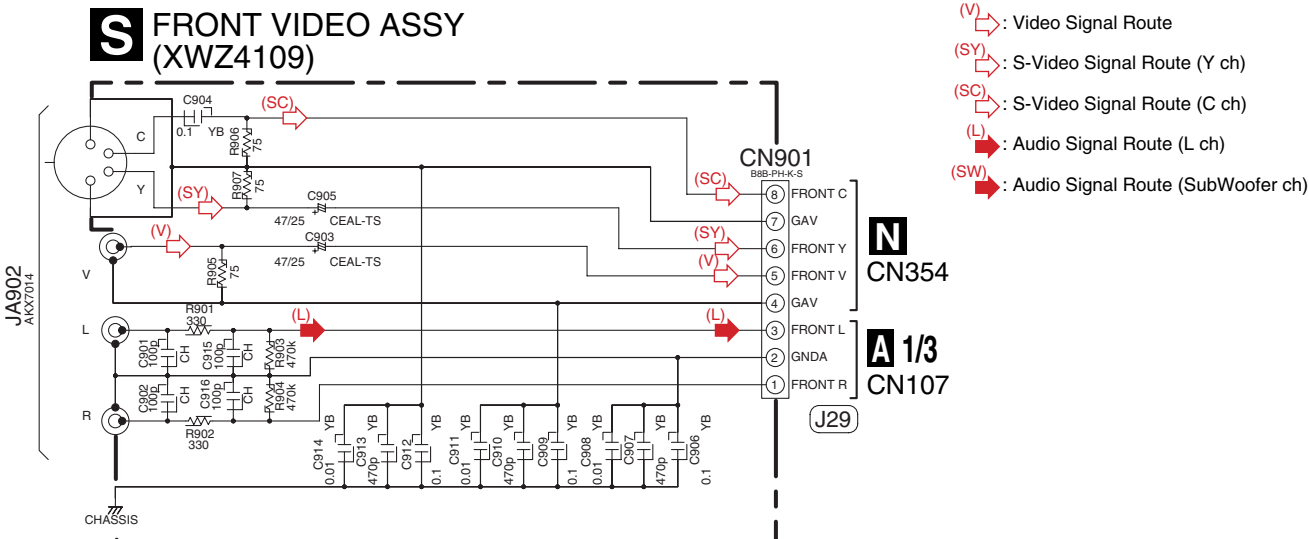 S FRONT VIDEO ASSY
(XWZ4109)
(V) : Video Signal Route
(SY) : S-Video Signal Route (Y ch)
(SC) : S-Video Signal Route (C ch)
(L) : Audio Signal Route (L ch)
(SW) : Audio Signal Route (SubWoofer ch)
C904
0.1 YB
(SC)
C
R906
75
R907
75
Y
(SY)
C905
47/25 CEAL-TS
(V)
C903
47/25 CEAL-TS
R905
75
V
JA902
AKX7014
L
R901
330
(L)
C901
100p
CH
C915
100p
CH
R903
470k
C902
100p
CH
C916
100p
CH
R904
470k
R
R902
330
CHASSIS
C914
0.01
YB
C913
470p
YB
C912
0.1
YB
C911
0.01
YB
C910
470p
YB
C909
0.1
YB
C908
0.01
YB
C907
470p
YB
C906
0.1
YB
CN901
B8B-PH-K-S
(SC)
8 FRONT C
7 GAV
(SY)
6 FRONT Y
(V)
5 FRONT V
4 GAV
(L)
3 FRONT L
2 GNDA
1 FRONT R
N
CN354
A 1/3
CN107
J29